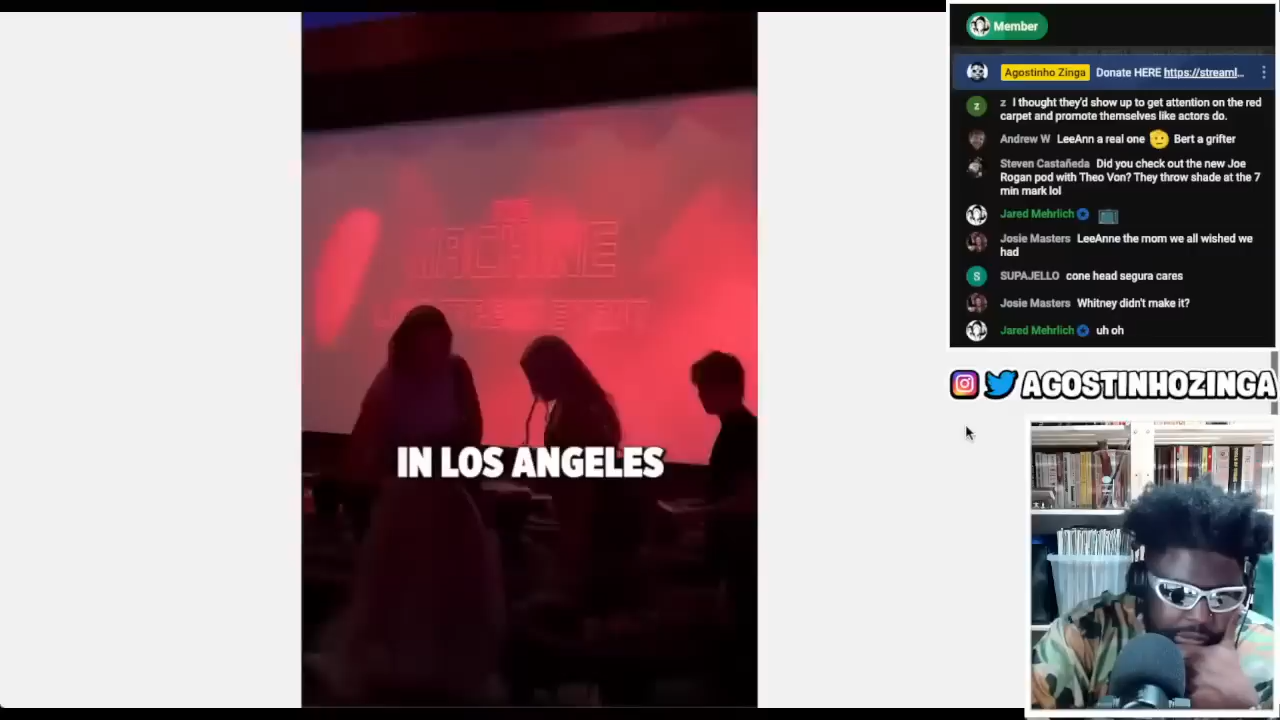 THE
MACHINE
IN LOS ANGELES
Member
Agostinho Zinga Donate HERE https://streaml...
z
z I thought they'd show up to get attention on the red
carpet and promote themselves like actors do.
Andrew W LeeAnn a real one 🫡 Bert a grifter
Steven Castañeda Did you check out the new Joe
Rogan pod with Theo Von? They throw shade at the 7
min mark lol
Jared Mehrlich 📺
Josie Masters LeeAnne the mom we all wished we
had
S
SUPAJELLO cone head segura cares
Josie Masters Whitney didn't make it?
Jared Mehrlich uh oh
AGOSTINHOZINGA